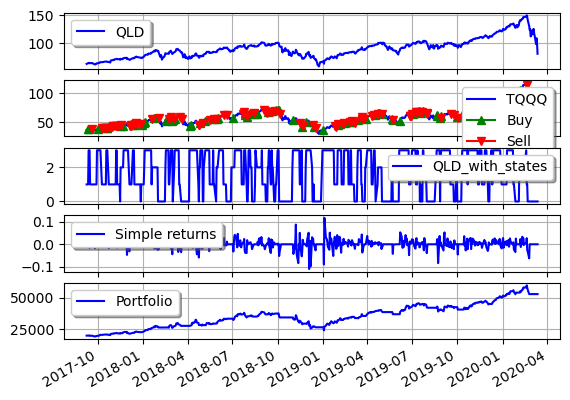 150
QLD
100
100
TQQQ
Buy
50
Sell
2
QLD_with_states
0
0.1
Simple returns
0.0
−0.1
Portfolio
50000
25000
2017-10 2018-01 2018-04 2018-07 2018-10 2019-01 2019-04 2019-07 2019-10 2020-01 2020-04